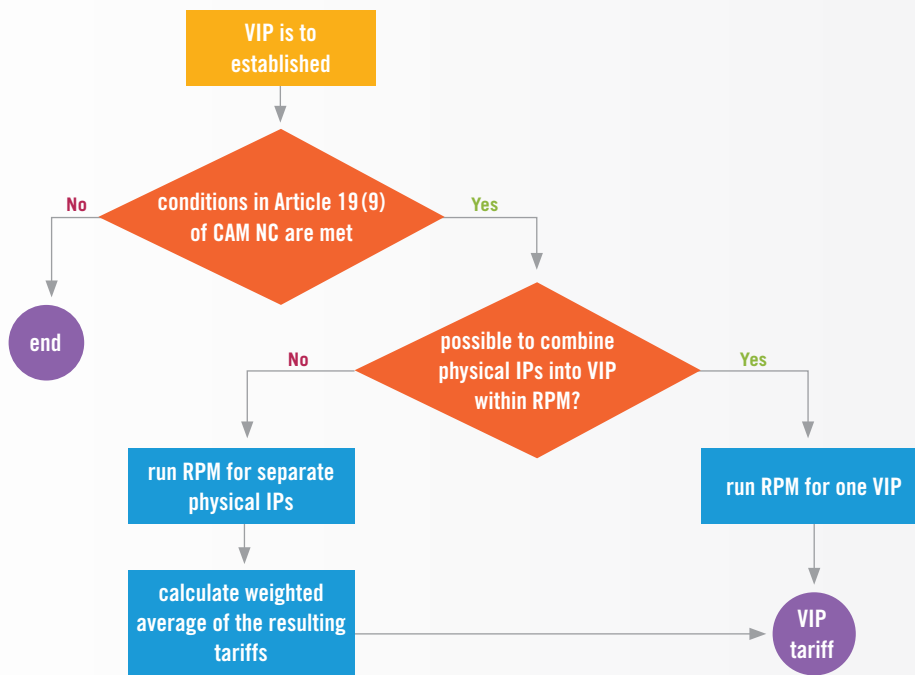 VIP is to
established
conditions in Article 19(9)
of CAM NC are met
No
Yes
end
possible to combine
physical IPs into VIP
within RPM?
No
Yes
run RPM for separate
physical IPs
run RPM for one VIP
calculate weighted
average of the resulting
tariffs
VIP
tariff